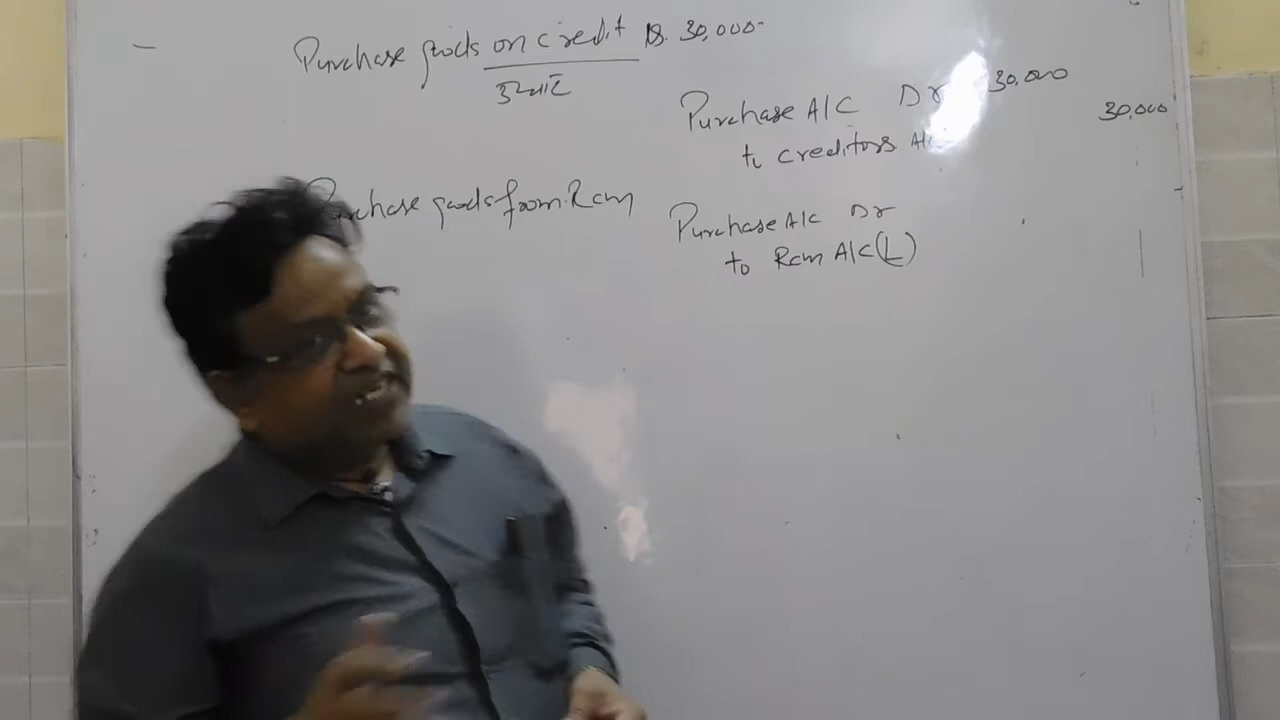 Purchase goods on credit Rs. 30,000-
उधार
Purchase A/C Dr 30,000
to creditors A/c 30,000
Purchase goods from Ram
Purchase A/c Dr
to Ram A/C (L)